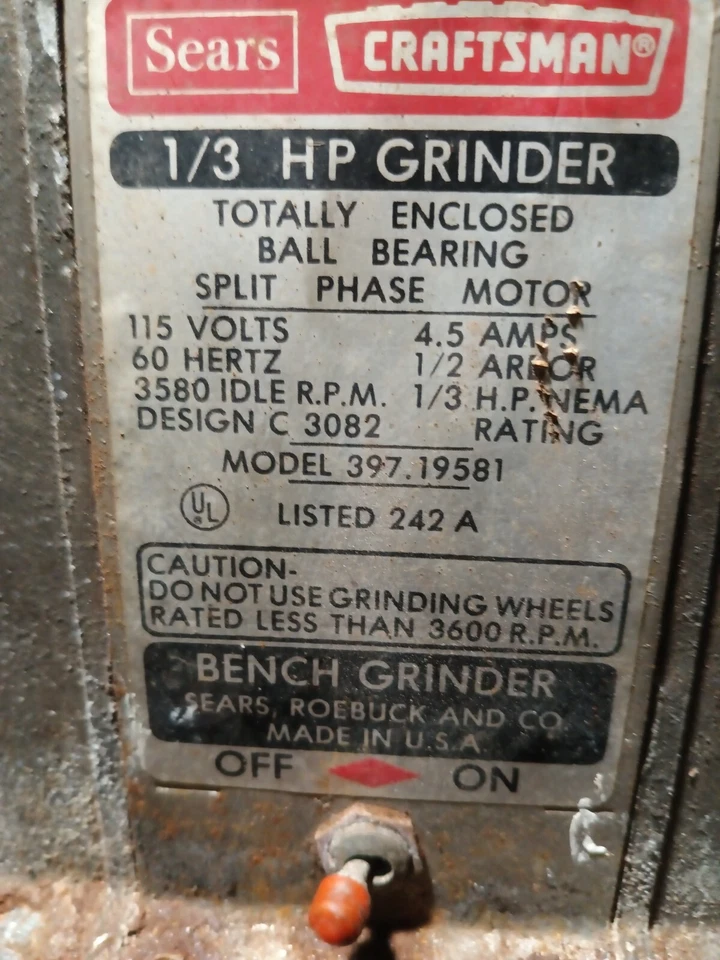 Sears CRAFTSMAN®
1/3 HP GRINDER
TOTALLY ENCLOSED
BALL BEARING
SPLIT PHASE MOTOR
115 VOLTS 4.5 AMPS
60 HERTZ 1/2 ARBOR
3580 IDLE R.P.M. 1/3 H.P. NEMA
DESIGN C 3082 RATING
MODEL 397.19581
UL® LISTED 242 A
CAUTION-
DO NOT USE GRINDING WHEELS
RATED LESS THAN 3600 R.P.M.
BENCH GRINDER
SEARS, ROEBUCK AND CO.
MADE IN U.S.A.
OFF ON